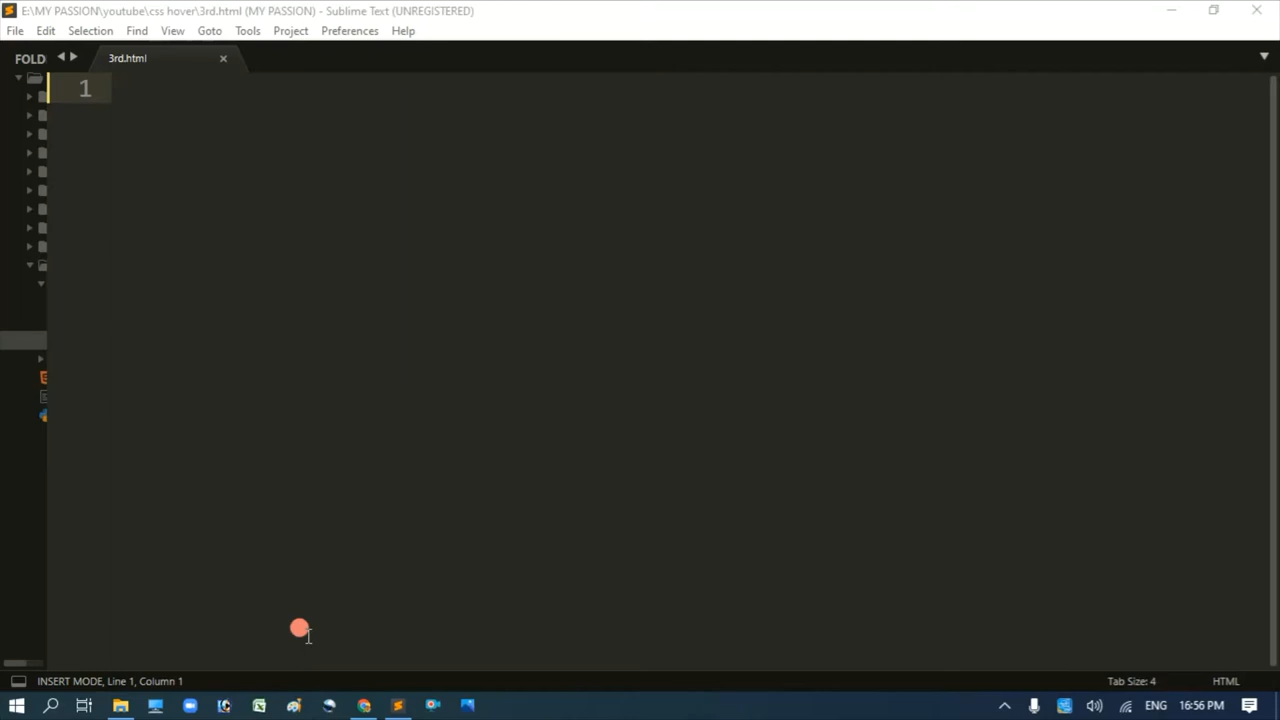 E:\MY PASSION\youtube\css hover\3rd.html (MY PASSION) - Sublime Text (UNREGISTERED)
File Edit Selection Find View Goto Tools Project Preferences Help
FOLD
3rd.html
1
INSERT MODE, Line 1, Column 1
Tab Size: 4
HTML
ENG
16:56 PM